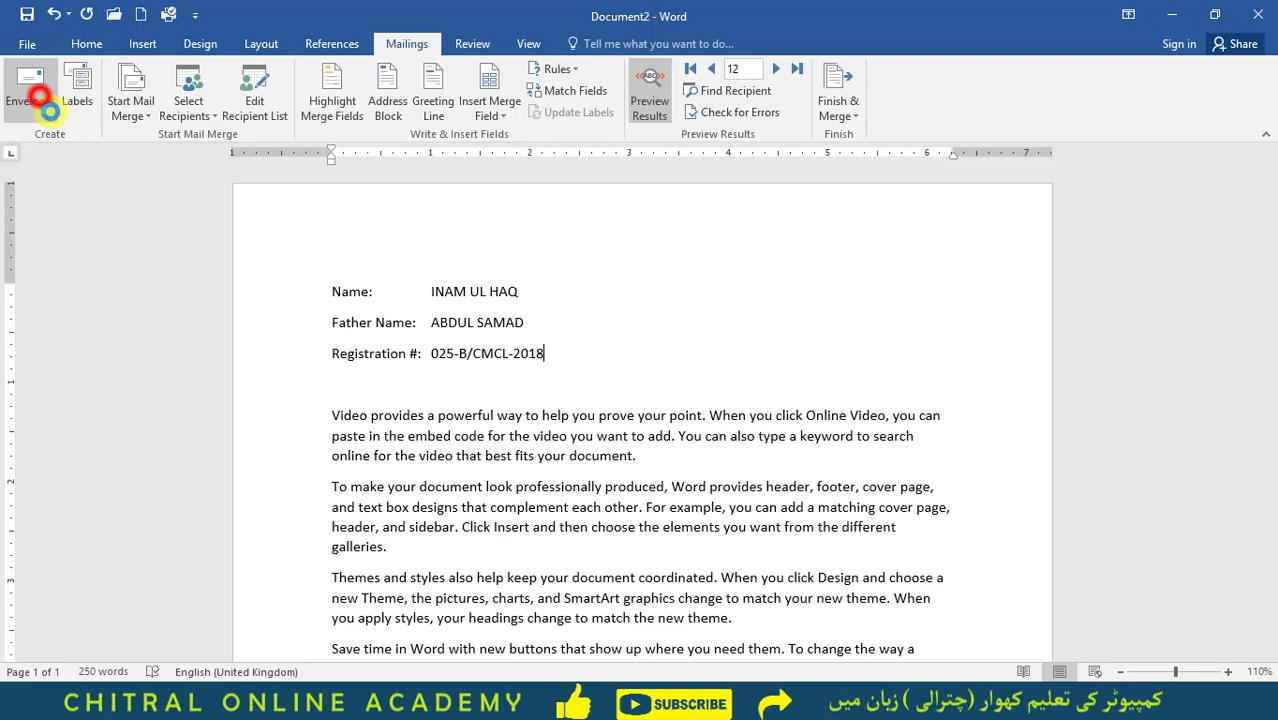 Document2 - Word
File
Home
Insert
Design
Layout
References
Mailings
Review
View
Tell me what you want to do...
Sign in
Share
Labels
Start Mail
Merge
Select
Recipients
Edit
Recipient List
Highlight
Merge Fields
Address
Block
Greeting
Line
Insert Merge
Field
Rules
Match Fields
Update Labels
ABC
Preview
Results
12
Find Recipient
Check for Errors
Finish &
Merge
Create
Start Mail Merge
Write & Insert Fields
Preview Results
Finish
1 1 2 3 4 5 6 7
1
1
2
3
Name: INAM UL HAQ
Father Name: ABDUL SAMAD
Registration #: 025-B/CMCL-2018
Video provides a powerful way to help you prove your point. When you click Online Video, you can
paste in the embed code for the video you want to add. You can also type a keyword to search
online for the video that best fits your document.
To make your document look professionally produced, Word provides header, footer, cover page,
and text box designs that complement each other. For example, you can add a matching cover page,
header, and sidebar. Click Insert and then choose the elements you want from the different
galleries.
Themes and styles also help keep your document coordinated. When you click Design and choose a
new Theme, the pictures, charts, and SmartArt graphics change to match your new theme. When
you apply styles, your headings change to match the new theme.
Save time in Word with new buttons that show up where you need them. To change the way a
Page 1 of 1
250 words
English (United Kingdom)
110%
CHITRAL ONLINE ACADEMY
SUBSCRIBE
کمپیوٹر کی تعلیم کھوار (چترالی) زبان میں